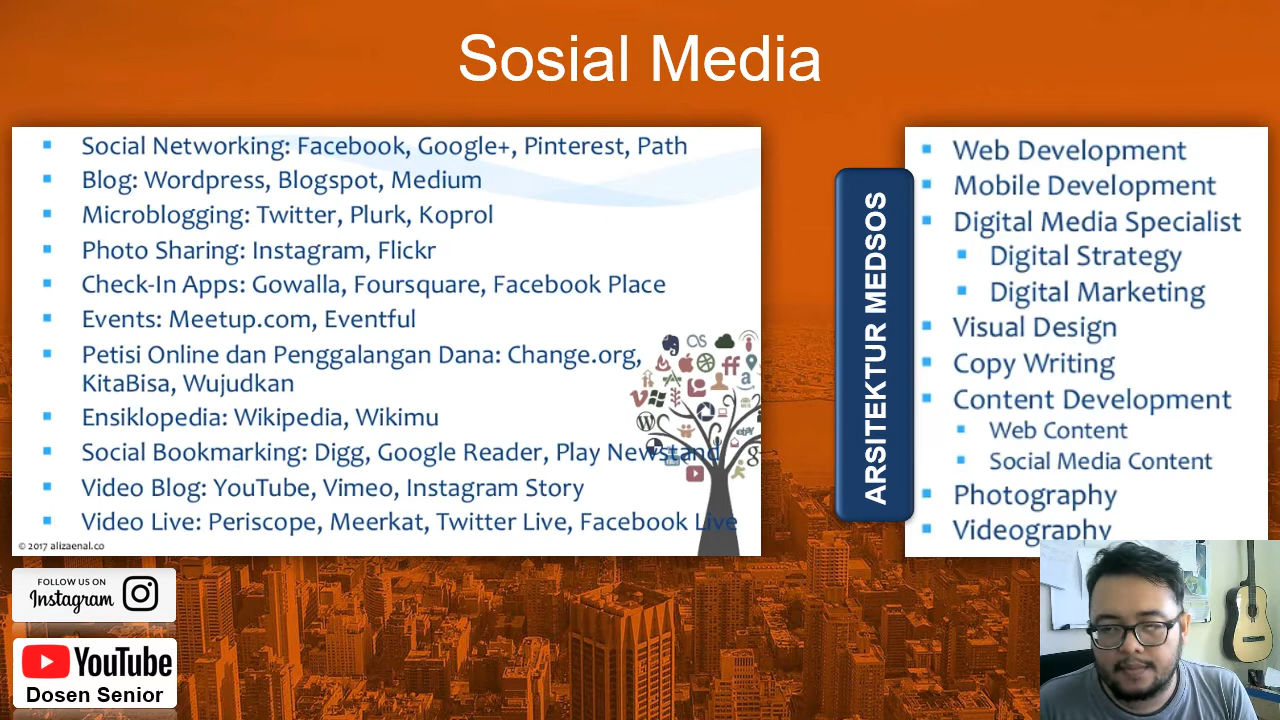 Sosial Media
Social Networking: Facebook, Google+, Pinterest, Path
Blog: Wordpress, Blogspot, Medium
Microblogging: Twitter, Plurk, Koprol
Photo Sharing: Instagram, Flickr
Check-In Apps: Gowalla, Foursquare, Facebook Place
Events: Meetup.com, Eventful
Petisi Online dan Penggalangan Dana: Change.org,
KitaBisa, Wujudkan
Ensiklopedia: Wikipedia, Wikimu
Social Bookmarking: Digg, Google Reader, Play Newsstand
Video Blog: YouTube, Vimeo, Instagram Story
Video Live: Periscope, Meerkat, Twitter Live, Facebook Live
© 2017 alizaenal.co
ARSITEKTUR MEDSOS
Web Development
Mobile Development
Digital Media Specialist
Digital Strategy
Digital Marketing
Visual Design
Copy Writing
Content Development
Web Content
Social Media Content
Photography
Videography
FOLLOW US ON
Instagram
YouTube
Dosen Senior